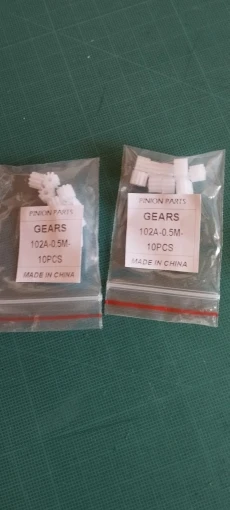 PINION PARTS
GEARS
102A-0.5M-
10PCS
MADE IN CHINA
PINION PARTS
GEARS
102A-0.5M-
10PCS
MADE IN CHINA